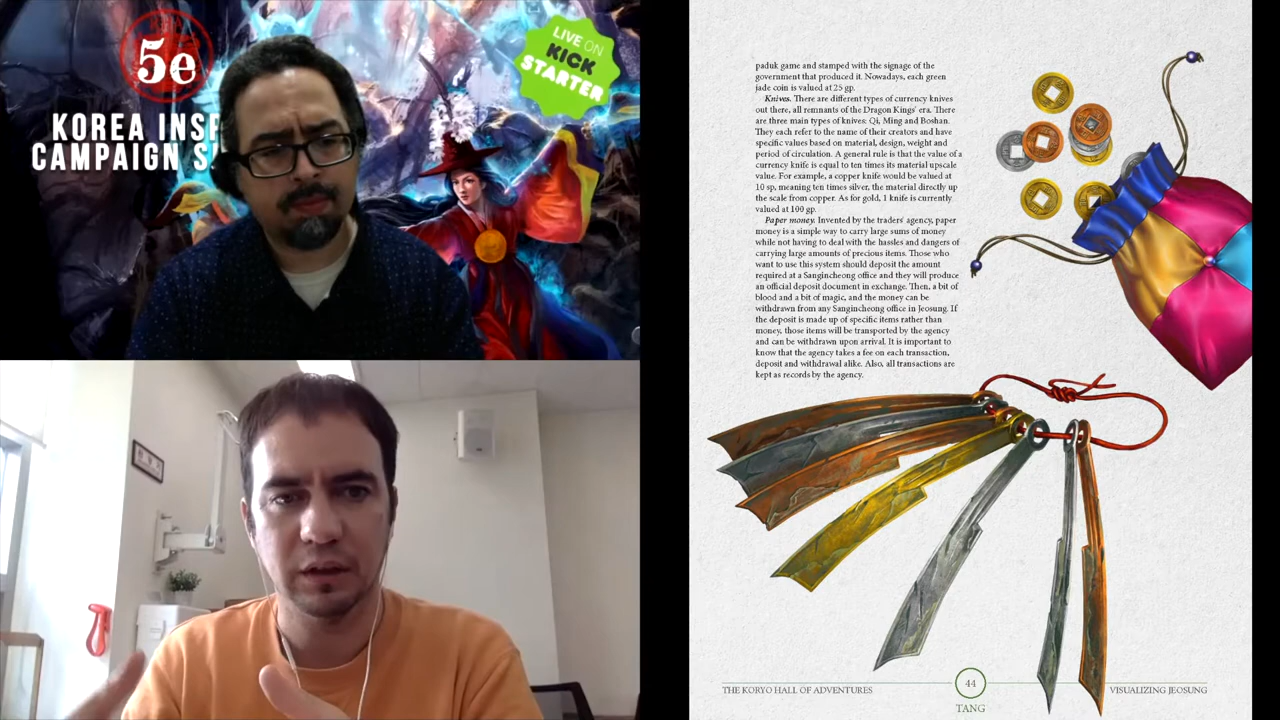 5e
KOREA INSP
CAMPAIGN S
LIVE ON
KICK
STARTER
paduk game and stamped with the signage of the
government that produced it. Nowadays, each green
jade coin is valued at 25 gp.
Knives. There are different types of currency knives
out there, all remnants of the Dragon Kings' era. There
are three main types of knives: Qi, Ming and Boshan.
They each refer to the name of their creators and have
specific values based on material, design, weight and
period of circulation. A general rule is that the value of a
currency knife is equal to ten times its material upscale
value. For example, a copper knife would be valued at
10 sp, meaning ten times silver, the material directly up
the scale from copper. As for gold, 1 knife is currently
valued at 100 gp.
Paper money. Invented by the traders' agency, paper
money is a simple way to carry large sums of money
while not having to deal with the hassles and dangers of
carrying large amounts of precious items. Those who
want to use this system should deposit the amount
required at a Sangincheong office and they will produce
an official deposit document in exchange. Then, a bit of
blood and a bit of magic, and the money can be
withdrawn from any Sangincheong office in Jeosung. If
the deposit is made up of specific items rather than
money, those items will be transported by the agency
and can be withdrawn upon arrival. It is important to
know that the agency takes a fee on each transaction,
deposit and withdrawal alike. Also, all transactions are
kept as records by the agency.
THE KORYO HALL OF ADVENTURES
44
TANG
VISUALIZING JEOSUNG